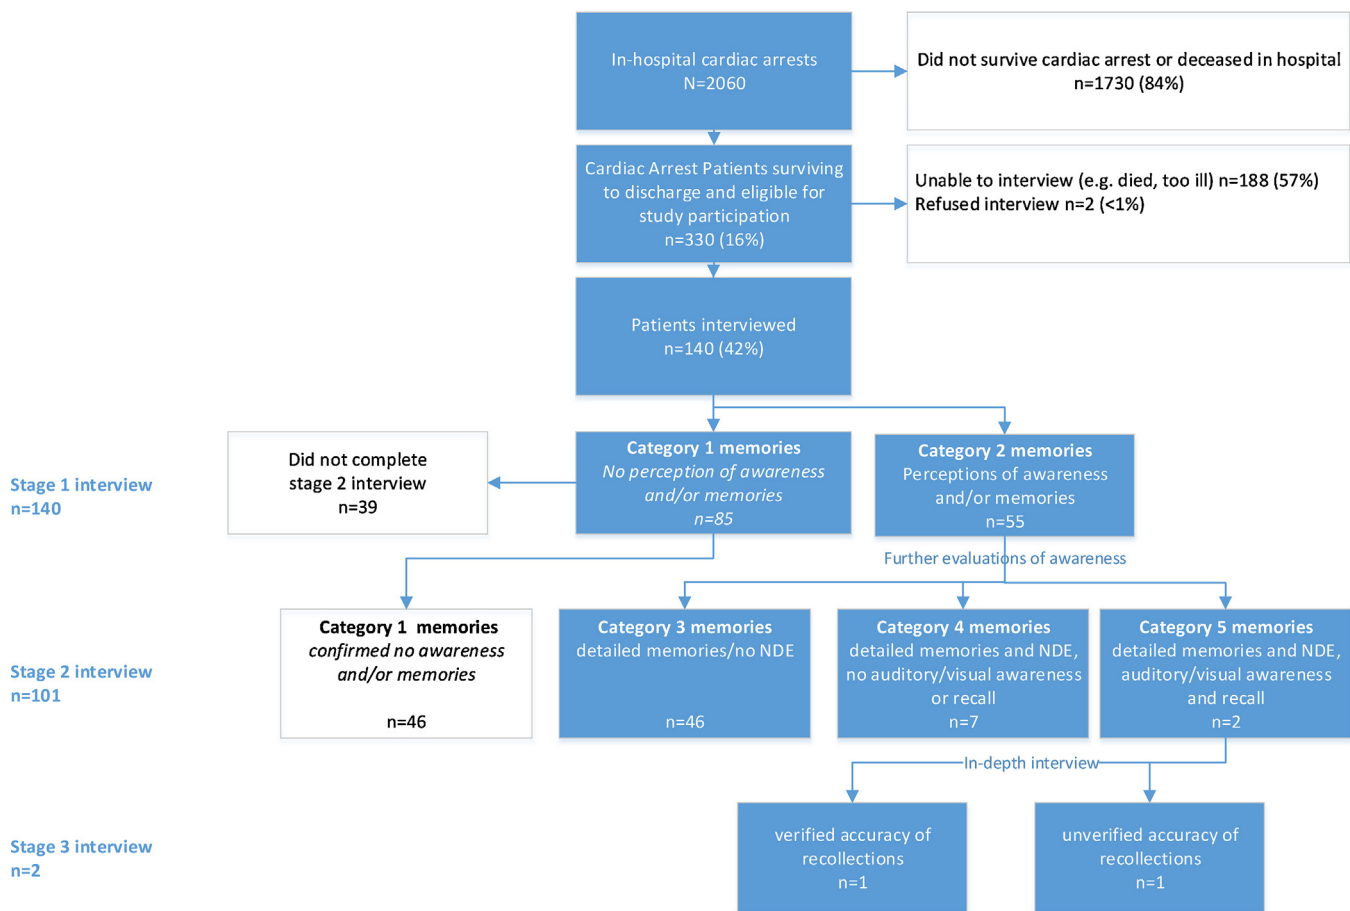 In-hospital cardiac arrests
N=2060
Did not survive cardiac arrest or deceased in hospital
n=1730 (84%)
Cardiac Arrest Patients surviving
to discharge and eligible for
study participation
n=330 (16%)
Unable to interview (e.g. died, too ill) n=188 (57%)
Refused interview n=2 (<1%)
Patients interviewed
n=140 (42%)
Stage 1 interview
n=140
Did not complete
stage 2 interview
n=39
Category 1 memories
No perception of awareness
and/or memories
n=85
Category 2 memories
Perceptions of awareness
and/or memories
n=55
Further evaluations of awareness
Stage 2 interview
n=101
Category 1 memories
confirmed no awareness
and/or memories
n=46
Category 3 memories
detailed memories/no NDE
n=46
Category 4 memories
detailed memories and NDE,
no auditory/visual awareness
or recall
n=7
Category 5 memories
detailed memories and NDE,
auditory/visual awareness
and recall
n=2
In-depth interview
Stage 3 interview
n=2
verified accuracy of
recollections
n=1
unverified accuracy of
recollections
n=1